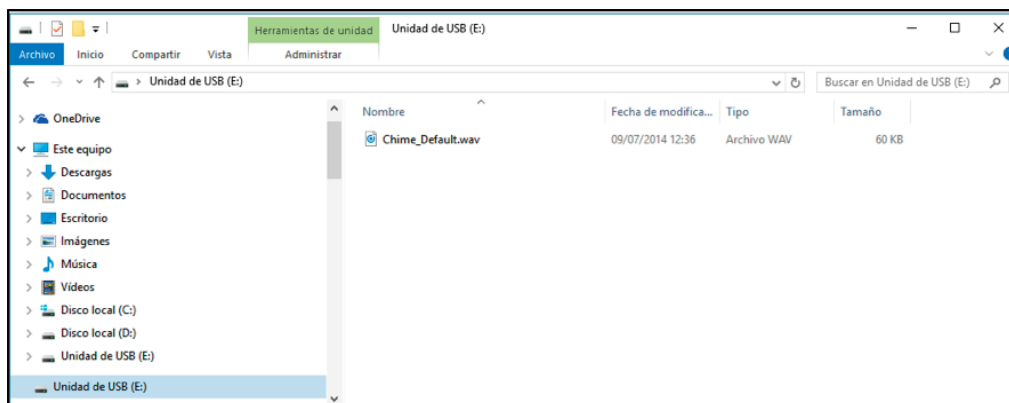 Herramientas de unidad Unidad de USB (E:)
Archivo Inicio Compartir Vista Administrar
Unidad de USB (E:) Buscar en Unidad de USB (E:)
Nombre Fecha de modifica... Tipo Tamaño
OneDrive
Chime_Default.wav 09/07/2014 12:36 Archivo WAV 60 KB
Este equipo
Descargas
Documentos
Escritorio
Imágenes
Música
Vídeos
Disco local (C:)
Disco local (D:)
Unidad de USB (E:)
Unidad de USB (E:)